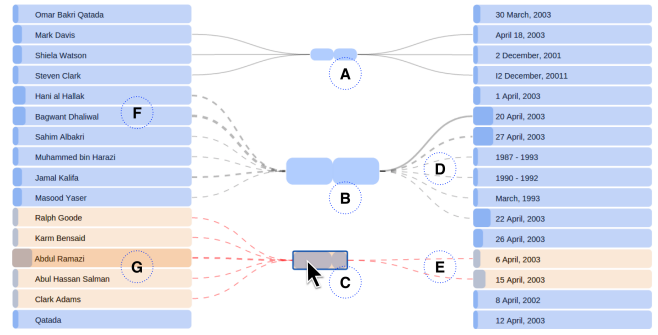 Omar Bakri Qatada
Mark Davis
Shiela Watson
Steven Clark
Hani al Hallak
Bagwant Dhaliwal
Sahim Albakri
Muhammed bin Harazi
Jamal Kalifa
Masood Yaser
Ralph Goode
Karm Bensaid
Abdul Ramazi
Abul Hassan Salman
Clark Adams
Qatada
F
G
A
B
C
D
E
30 March, 2003
April 18, 2003
2 December, 2001
I2 December, 20011
1 April, 2003
20 April, 2003
27 April, 2003
1987 - 1993
1990 - 1992
March, 1993
22 April, 2003
26 April, 2003
6 April, 2003
15 April, 2003
8 April, 2002
12 April, 2003